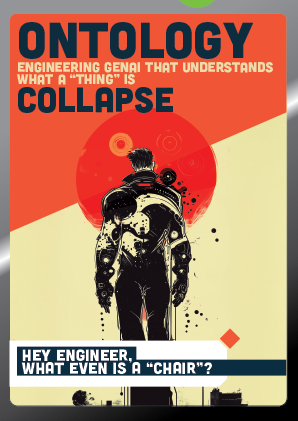 ONTOLOGY
ENGINEERING GENAI THAT UNDERSTANDS
WHAT A “THING” IS
COLLAPSE
HEY ENGINEER,
WHAT EVEN IS A “CHAIR”?